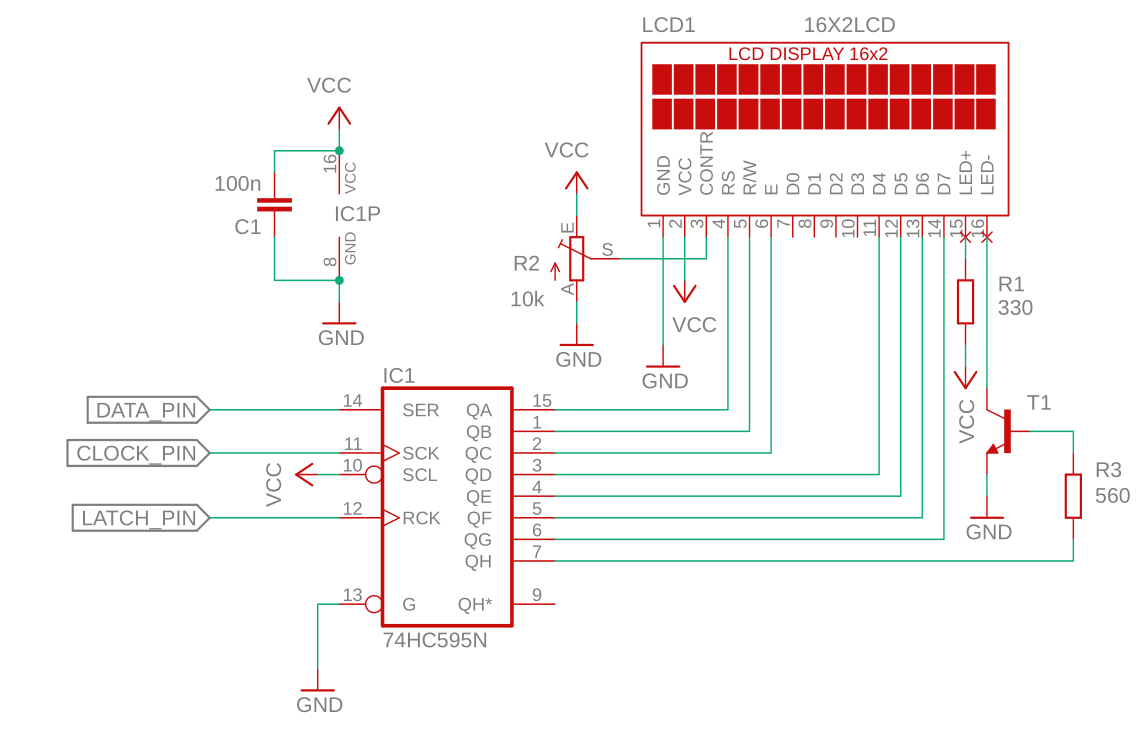 LCD1 16X2LCD
LCD DISPLAY 16x2
GND VCC CONTR RS R/W E D0 D1 D2 D3 D4 D5 D6 D7 LED+ LED-
1 2 3 4 5 6 7 8 9 10 11 12 13 14 15 16
VCC
16 VCC
100n
C1
IC1P
8 GND
GND
VCC
E
S
R2
10k
A
GND
VCC
GND
R1
330
VCC
T1
R3
560
GND
IC1
DATA_PIN 14 SER QA 15
QB 1
CLOCK_PIN 11 SCK QC 2
VCC 10 SCL QD 3
QE 4
LATCH_PIN 12 RCK QF 5
QG 6
QH 7
13 G QH* 9
74HC595N
GND